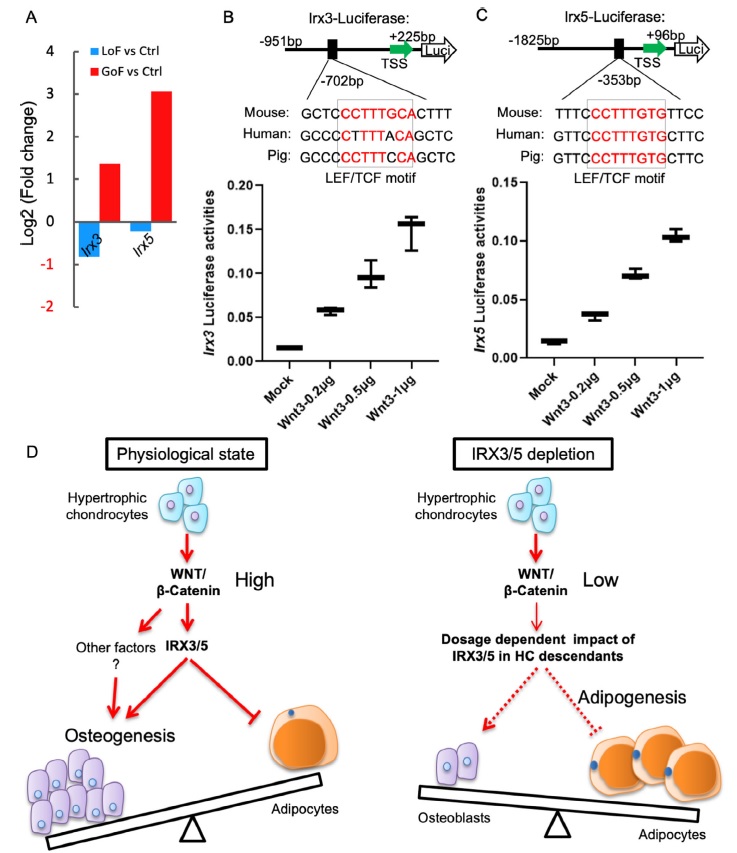 A
LoF vs Ctrl
GoF vs Ctrl
Log2 (Fold change)
4
3
2
1
0
-1
-2
Irx3
Irx5
B
Irx3-Luciferase:
-951bp
+225bp
Luci
TSS
-702bp
Mouse: GCTCCCTTTGCACTTT
Human: GCCCCTTTACAGCTC
Pig: GCCCCCTTTCCAGCTC
LEF/TCF motif
Irx3 Luciferase activities
0.20
0.15
0.10
0.05
0.00
Mock
Wnt3-0.2μg
Wnt3-0.5μg
Wnt3-1μg
C
Irx5-Luciferase:
-1825bp
+96bp
Luci
TSS
-353bp
Mouse: TTTCCCTTTGTGTTCC
Human: GTTCCCTTTGTGCTTC
Pig: GTTCCCTTTGTGCTTC
LEF/TCF motif
Irx5 Luciferase activities
0.15
0.10
0.05
0.00
Mock
Wnt3-0.2μg
Wnt3-0.5μg
Wnt3-1μg
D
Physiological state
Hypertrophic
chondrocytes
WNT/
β-Catenin
High
Other factors
?
IRX3/5
Osteogenesis
Adipocytes
IRX3/5 depletion
Hypertrophic
chondrocytes
WNT/
β-Catenin
Low
Dosage dependent impact of
IRX3/5 in HC descendants
Adipogenesis
Osteoblasts
Adipocytes